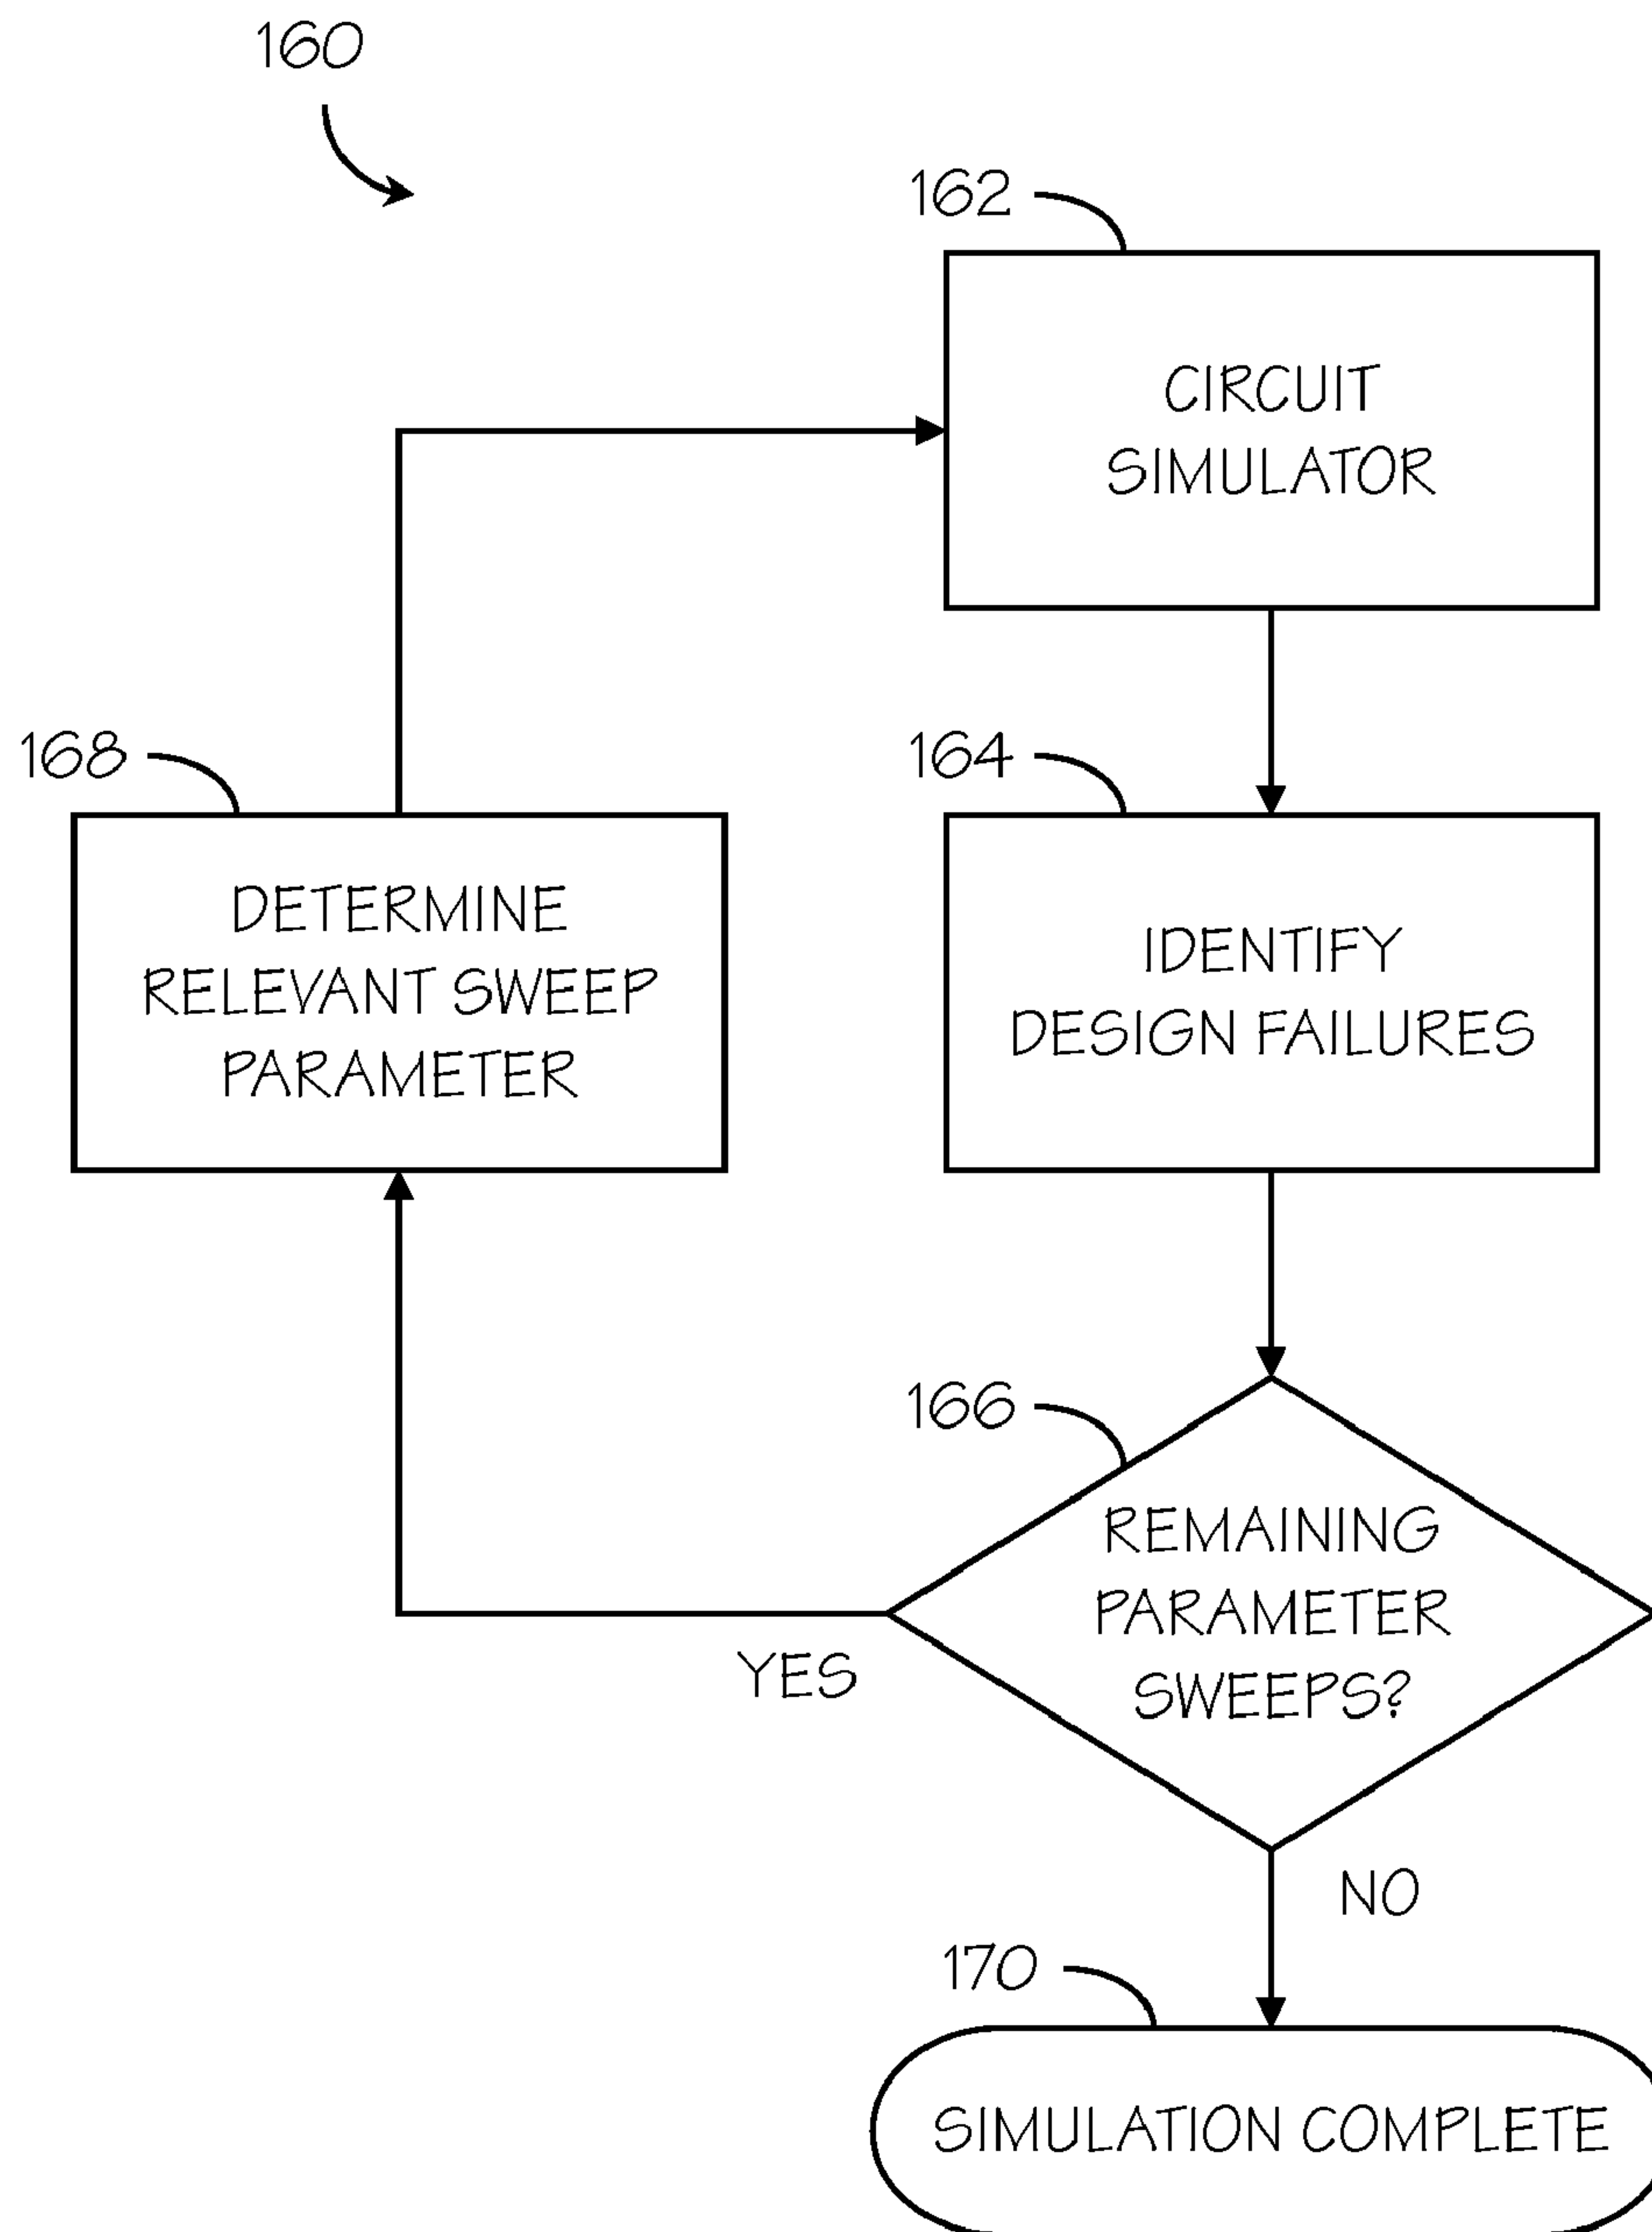 160
162
CIRCUIT
SIMULATOR
168
DETERMINE
RELEVANT SWEEP
PARAMETER
164
IDENTIFY
DESIGN FAILURES
166
REMAINING
PARAMETER
SWEEPS?
YES
NO
170
SIMULATION COMPLETE